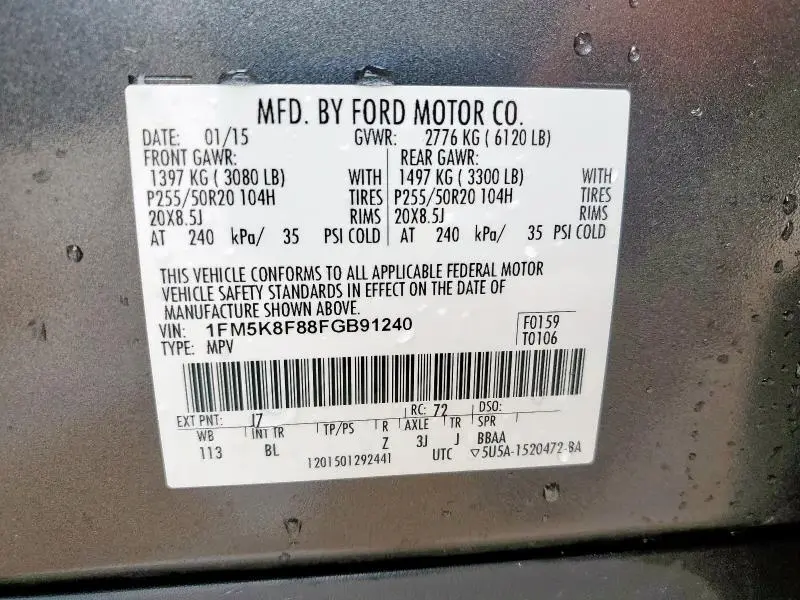 MFD. BY FORD MOTOR CO.
DATE: 01/15 GVWR: 2776 KG ( 6120 LB)
FRONT GAWR: REAR GAWR:
1397 KG ( 3080 LB) WITH 1497 KG ( 3300 LB) WITH
P255/50R20 104H TIRES P255/50R20 104H TIRES
20X8.5J RIMS 20X8.5J RIMS
AT 240 kPa/ 35 PSI COLD AT 240 kPa/ 35 PSI COLD
THIS VEHICLE CONFORMS TO ALL APPLICABLE FEDERAL MOTOR
VEHICLE SAFETY STANDARDS IN EFFECT ON THE DATE OF
MANUFACTURE SHOWN ABOVE.
VIN: 1FM5K8F88FGB91240 F0159
TYPE: MPV T0106
EXT PNT: J7 RC: 72 DSO:
WB INT TR TP/PS R AXLE TR SPR
113 BL Z 3J J BBAA
1201501292441 UTC ▽5U5A-1520472-BA